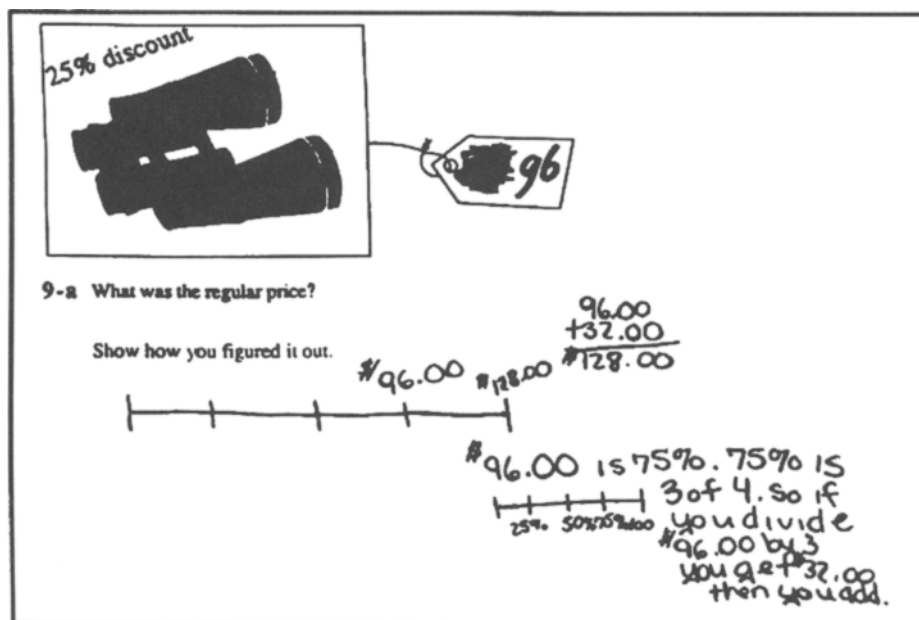 25% discount
96
9-a What was the regular price?
Show how you figured it out.
96.00
+32.00
$128.00
$96.00 $128.00
$96.00 is 75%. 75% is
3 of 4. so if
you divide
$96.00 by 3
you get $32.00
then you add.
25% 50% 75% 100